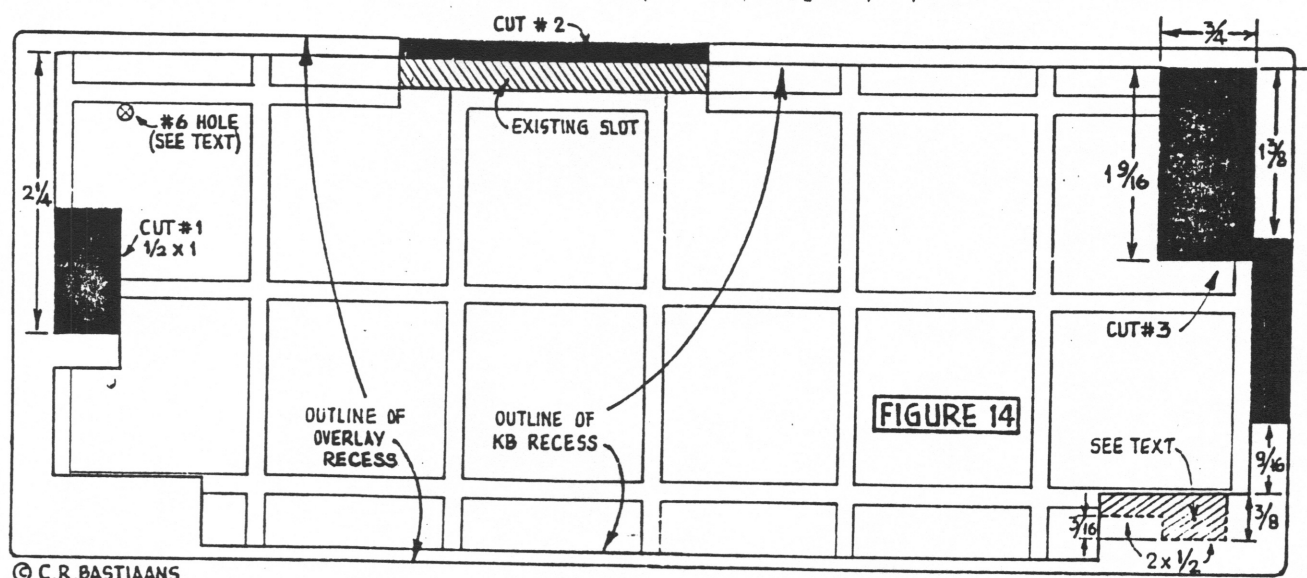 CUT # 2
3/4
#6 HOLE
(SEE TEXT)
EXISTING SLOT
2 1/4
1 9/16
1 3/8
CUT #1
1/2 x 1
CUT #3
OUTLINE OF
OVERLAY
RECESS
OUTLINE OF
KB RECESS
FIGURE 14
SEE TEXT
9/16
3/16
3/8
2 x 1/2
© C R BASTIAANS